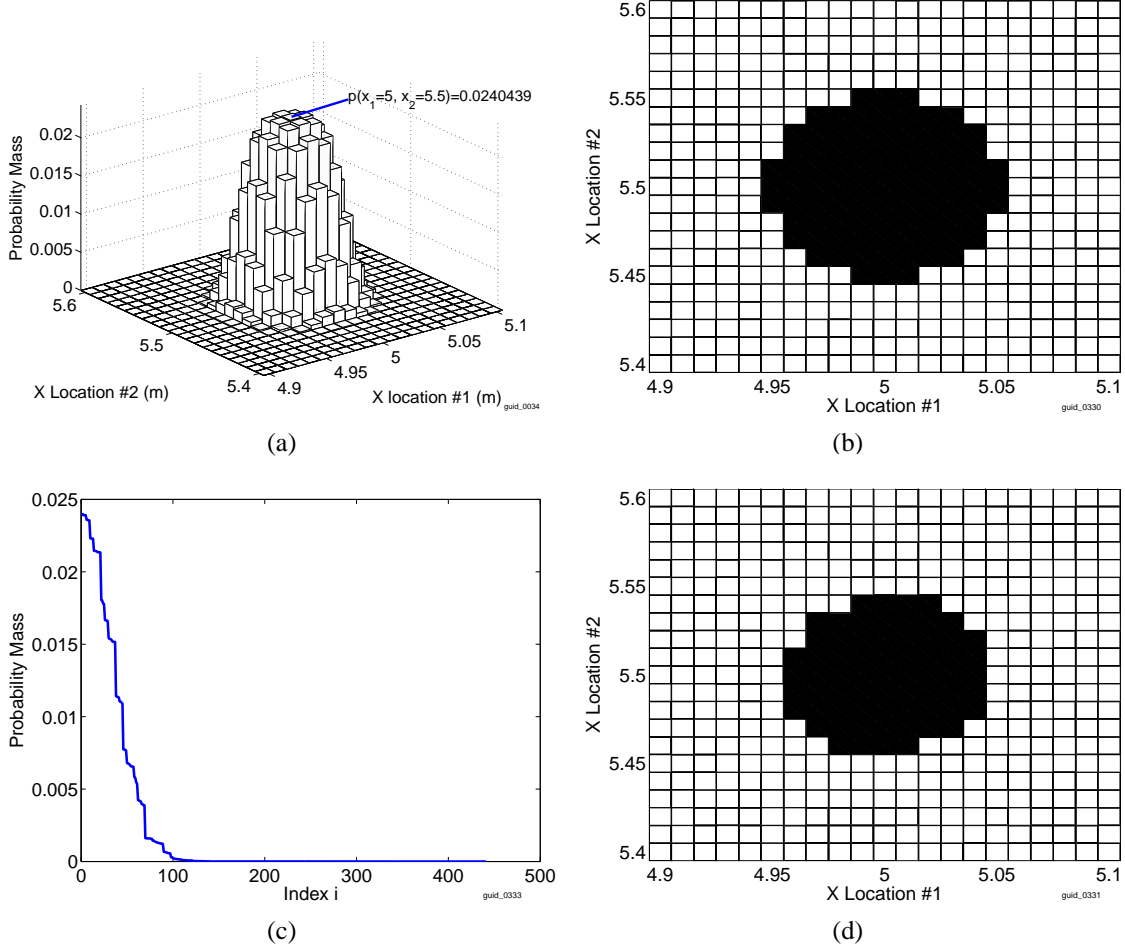 p(x1=5, x2=5.5)=0.0240439
Probability Mass
0.02
0.015
0.01
0.005
0
5.6
5.5
5.4
4.9
4.95
5
5.05
5.1
X Location #2 (m)
X location #1 (m)
guid_0034
(a)
5.6
5.55
5.5
5.45
5.4
X Location #2
4.9
4.95
5
5.05
5.1
X Location #1
guid_0330
(b)
0.025
0.02
0.015
0.01
0.005
0
Probability Mass
0
100
200
300
400
500
Index i
guid_0333
(c)
5.6
5.55
5.5
5.45
5.4
X Location #2
4.9
4.95
5
5.05
5.1
X Location #1
guid_0331
(d)